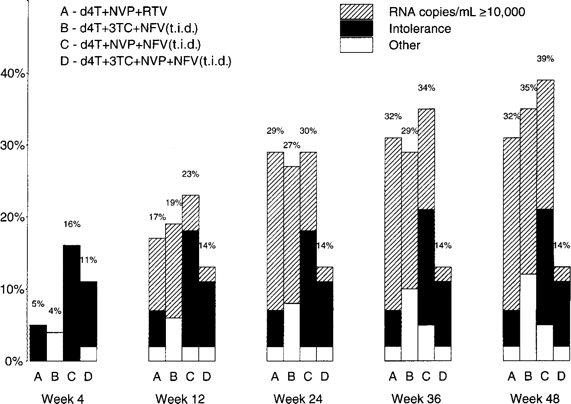 A - d4T+NVP+RTV
B - d4T+3TC+NFV(t.i.d.)
C - d4T+NVP+NFV(t.i.d.)
D - d4T+3TC+NVP+NFV(t.i.d.)
RNA copies/mL ≥10,000
Intolerance
Other
40%
30%
20%
10%
0%
5%
4%
16%
11%
17%
19%
23%
14%
29%
27%
30%
14%
32%
29%
34%
14%
32%
35%
39%
14%
A B C D A B C D A B C D A B C D A B C D
Week 4 Week 12 Week 24 Week 36 Week 48